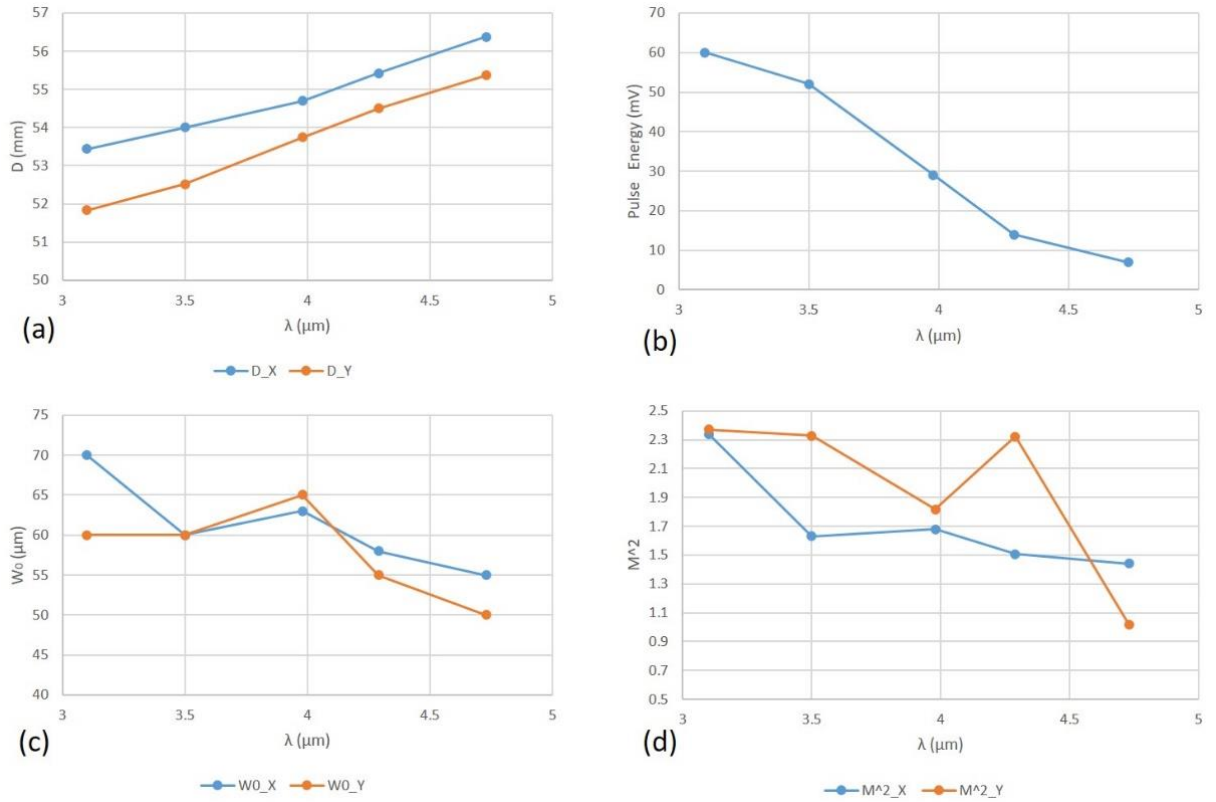 57
56
55
54
53
52
51
50
D (mm)
3 3.5 4 4.5 5
λ (µm)
(a)
D_X D_Y
70
60
50
40
30
20
10
0
Pulse Energy (mV)
3 3.5 4 4.5 5
λ (µm)
(b)
75
70
65
60
55
50
45
40
W₀ (µm)
3 3.5 4 4.5 5
λ (µm)
(c)
W0_X W0_Y
2.5
2.3
2.1
1.9
1.7
1.5
1.3
1.1
0.9
0.7
0.5
M^2
3 3.5 4 4.5 5
λ (µm)
(d)
M^2_X M^2_Y